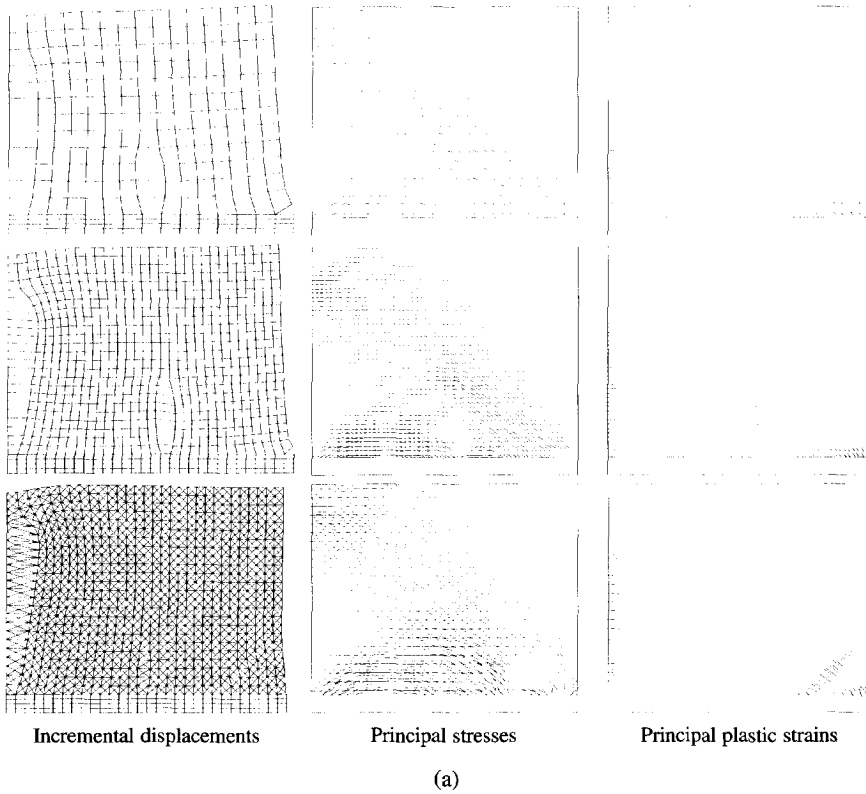 Incremental displacements
Principal stresses
Principal plastic strains
(a)